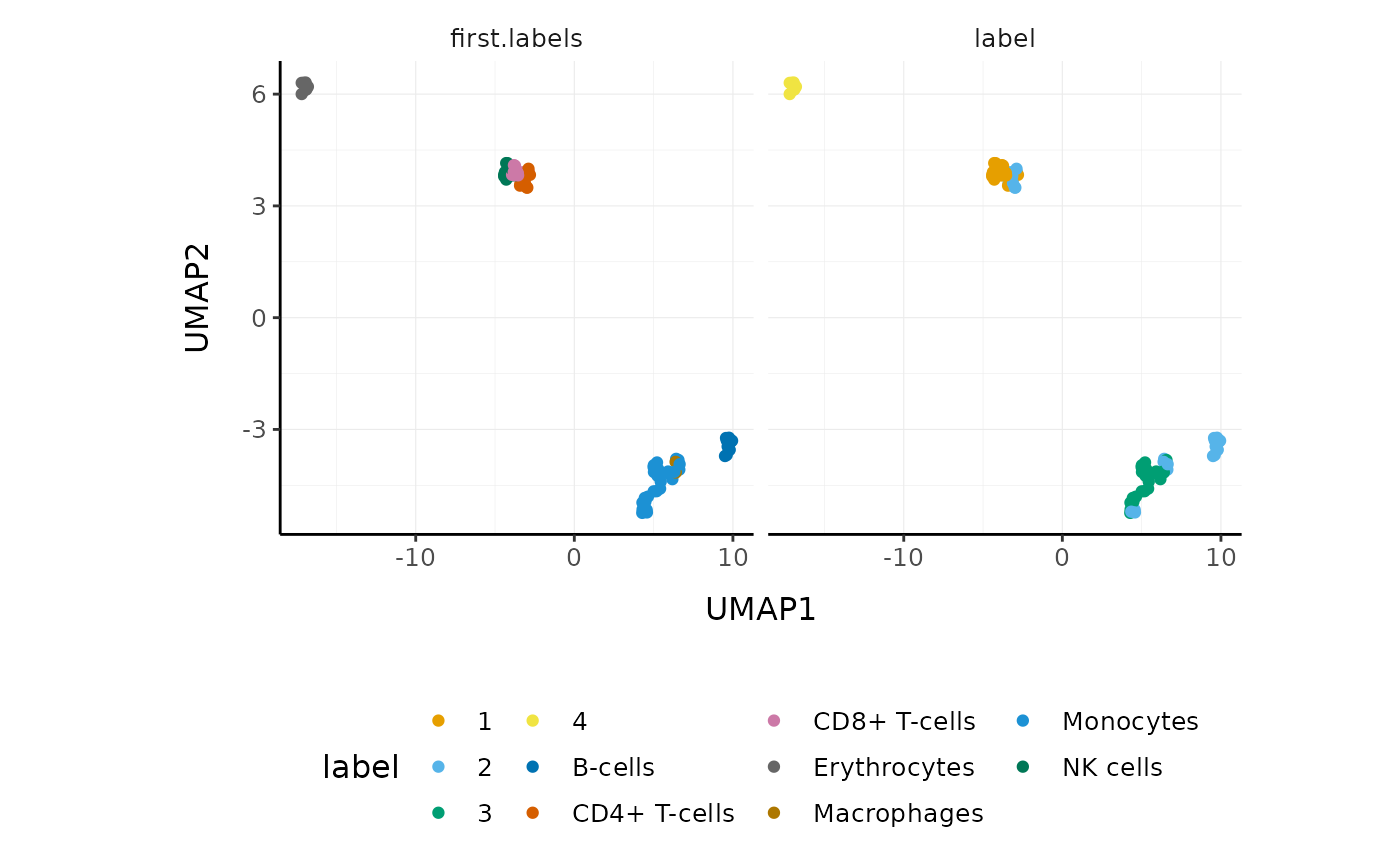 first.labels label
6
3
0
-3
UMAP2
-10 0 10 -10 0 10
UMAP1
label
1 4 CD8+ T-cells Monocytes
2 B-cells Erythrocytes NK cells
3 CD4+ T-cells Macrophages